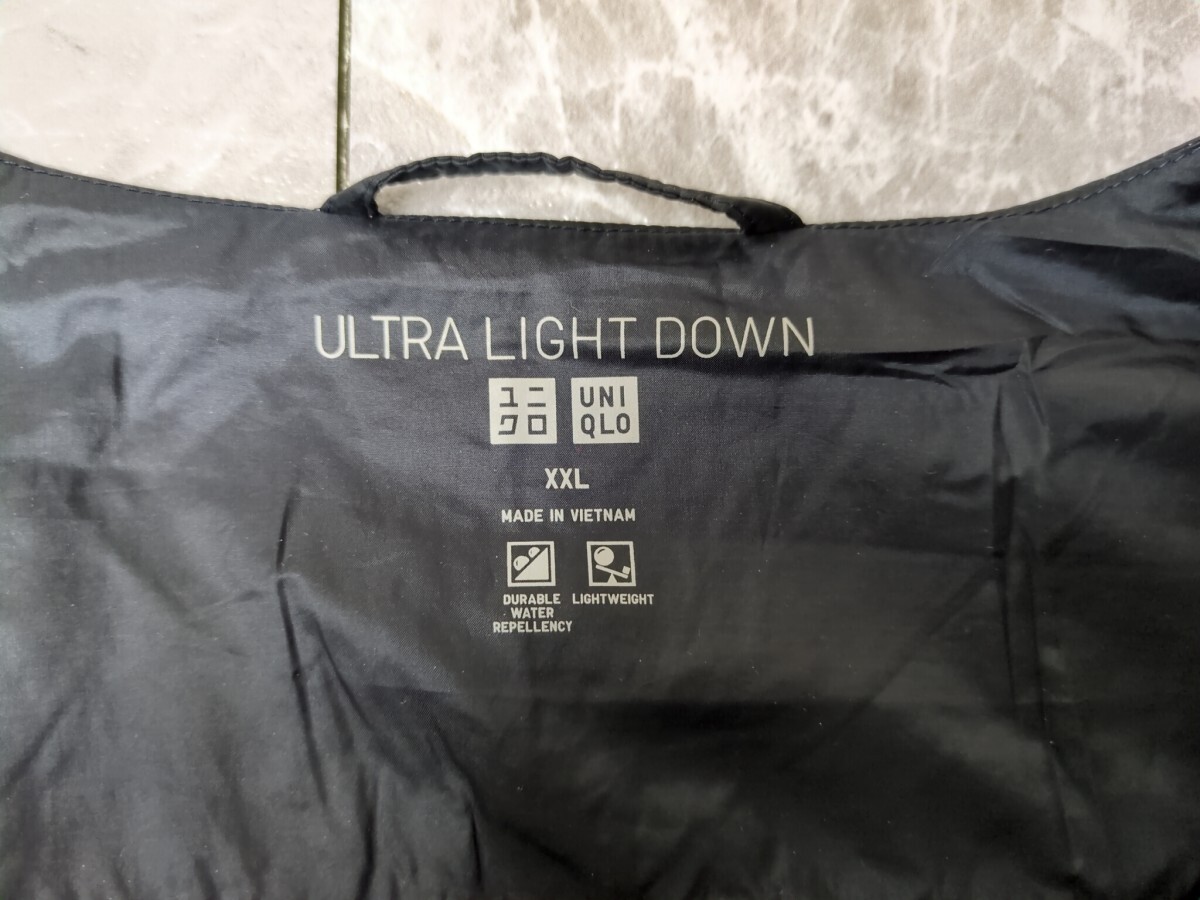 ULTRA LIGHT DOWN
ユニ UNI
クロ QLO
XXL
MADE IN VIETNAM
DURABLE LIGHTWEIGHT
WATER
REPELLENCY